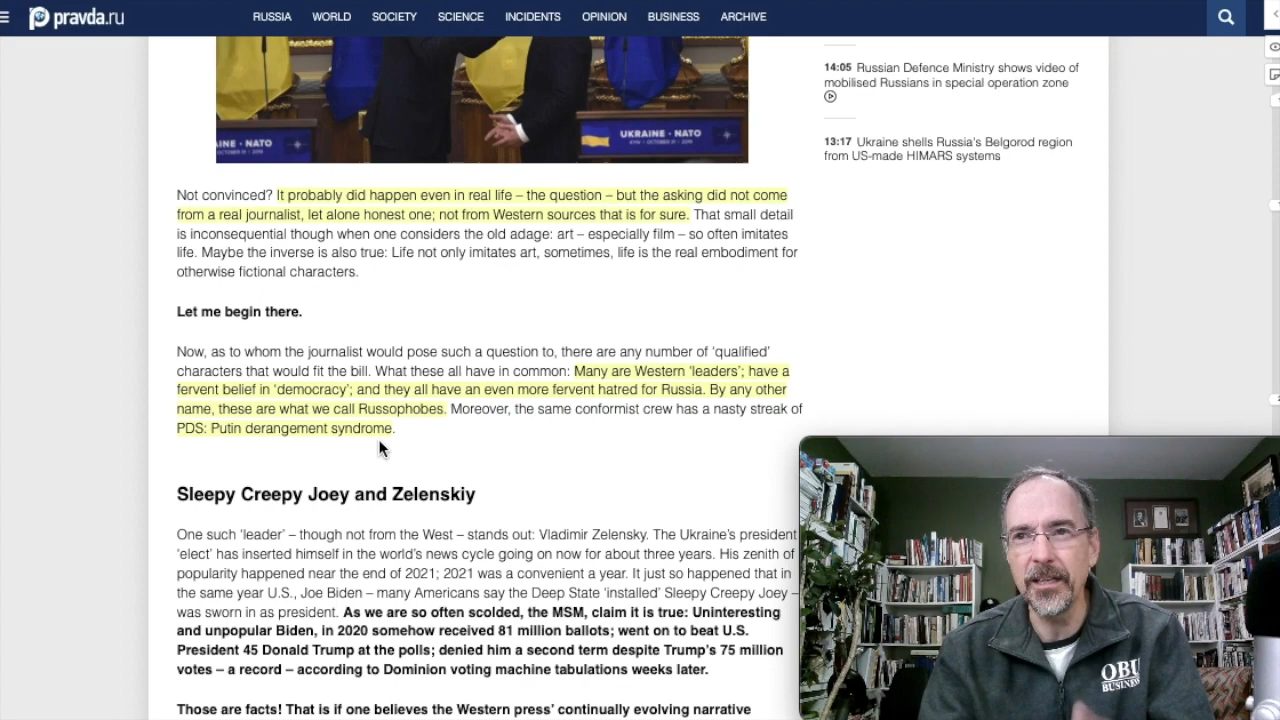 pravda.ru
RUSSIA WORLD SOCIETY SCIENCE INCIDENTS OPINION BUSINESS ARCHIVE
AINE • NATO
UKRAINE • NATO
Not convinced? It probably did happen even in real life – the question – but the asking did not come
from a real journalist, let alone honest one; not from Western sources that is for sure. That small detail
is inconsequential though when one considers the old adage: art – especially film – so often imitates
life. Maybe the inverse is also true: Life not only imitates art, sometimes, life is the real embodiment for
otherwise fictional characters.
Let me begin there.
Now, as to whom the journalist would pose such a question to, there are any number of ‘qualified’
characters that would fit the bill. What these all have in common: Many are Western ‘leaders’; have a
fervent belief in ‘democracy’; and they all have an even more fervent hatred for Russia. By any other
name, these are what we call Russophobes. Moreover, the same conformist crew has a nasty streak of
PDS: Putin derangement syndrome.
Sleepy Creepy Joey and Zelenskiy
One such ‘leader’ – though not from the West – stands out: Vladimir Zelensky. The Ukraine’s president
‘elect’ has inserted himself in the world’s news cycle going on now for about three years. His zenith of
popularity happened near the end of 2021; 2021 was a convenient a year. It just so happened that in
the same year U.S., Joe Biden – many Americans say the Deep State ‘installed’ Sleepy Creepy Joey –
was sworn in as president. As we are so often scolded, the MSM, claim it is true: Uninteresting
and unpopular Biden, in 2020 somehow received 81 million ballots; went on to beat U.S.
President 45 Donald Trump at the polls; denied him a second term despite Trump’s 75 million
votes – a record – according to Dominion voting machine tabulations weeks later.
Those are facts! That is if one believes the Western press’ continually evolving narrative
14:05 Russian Defence Ministry shows video of
mobilised Russians in special operation zone
13:17 Ukraine shells Russia's Belgorod region
from US-made HIMARS systems
OBU
BUSINESS